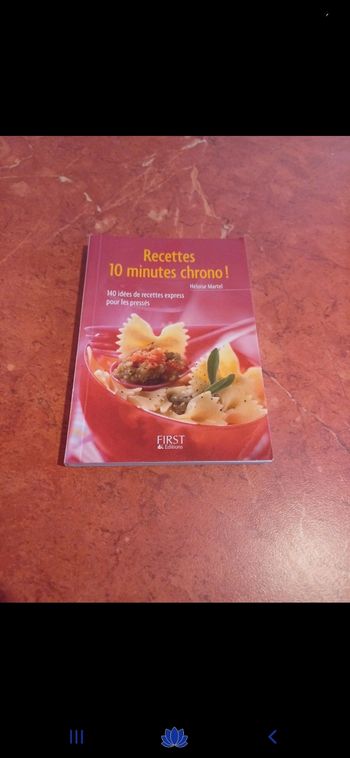 Recettes
10 minutes chrono !
Héloïse Martel
140 idées de recettes express
pour les pressés
FIRST
& Editions